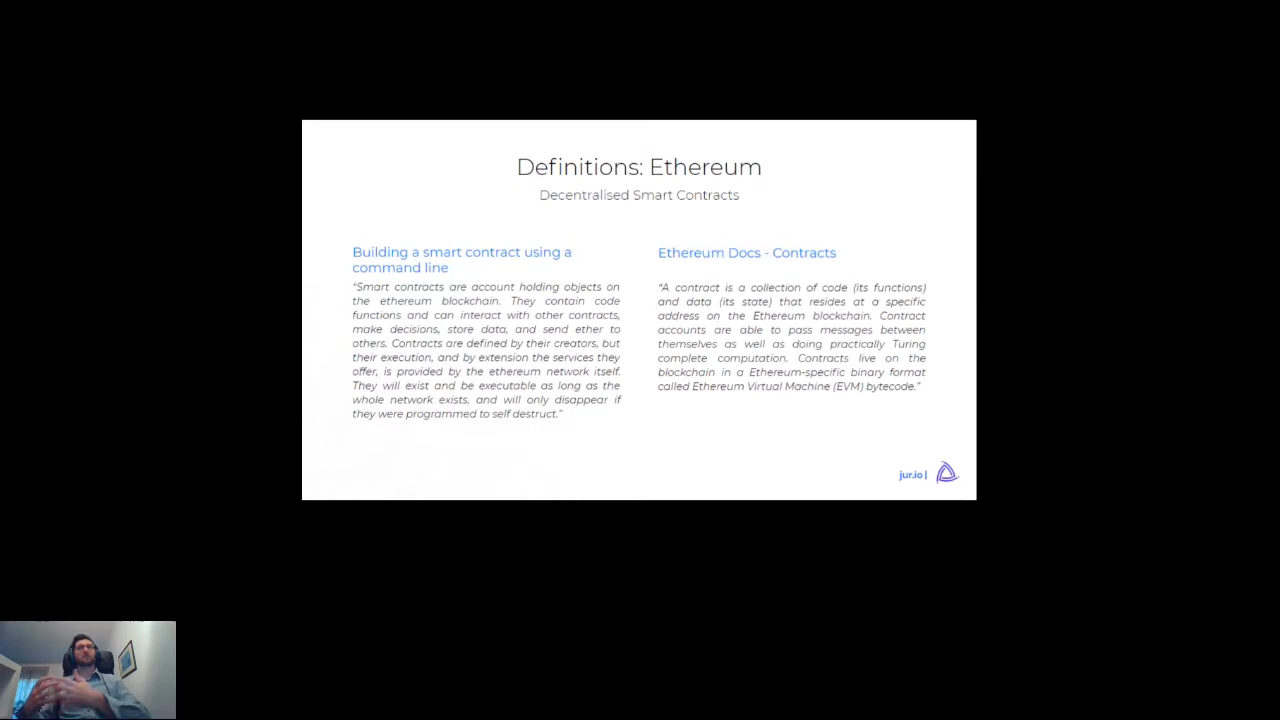 Definitions: Ethereum
Decentralised Smart Contracts
Building a smart contract using a
command line
“Smart contracts are account holding objects on
the ethereum blockchain. They contain code
functions and can interact with other contracts,
make decisions, store data, and send ether to
others. Contracts are defined by their creators, but
their execution, and by extension the services they
offer, is provided by the ethereum network itself.
They will exist and be executable as long as the
whole network exists, and will only disappear if
they were programmed to self destruct.”
Ethereum Docs - Contracts
“A contract is a collection of code (its functions)
and data (its state) that resides at a specific
address on the Ethereum blockchain. Contract
accounts are able to pass messages between
themselves as well as doing practically Turing
complete computation. Contracts live on the
blockchain in a Ethereum-specific binary format
called Ethereum Virtual Machine (EVM) bytecode.”
jur.io |